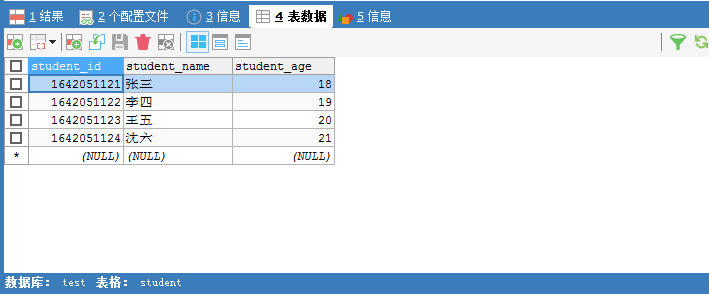 1 结果 2 个配置文件 3 信息 4 表数据 5 信息
student_id student_name student_age
1642051121 张三 18
1642051122 李四 19
1642051123 王五 20
1642051124 沈六 21
* (NULL) (NULL) (NULL)
数据库： test 表格： student